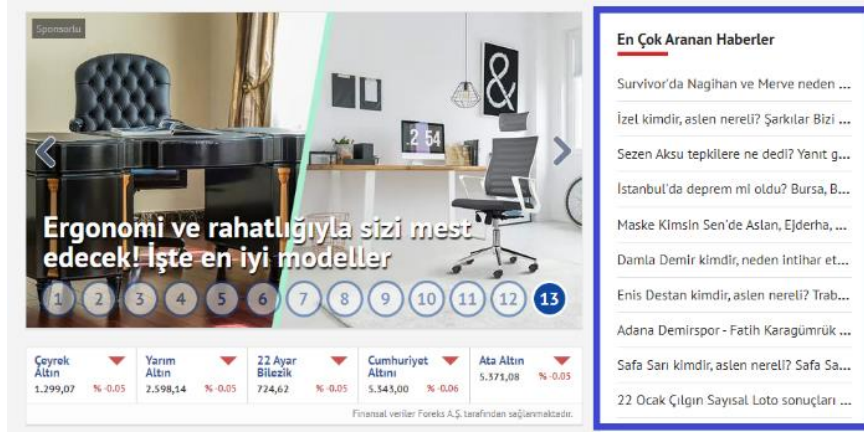 Sponsorlu
2 54
&
Ergonomi ve rahatlığıyla sizi mest
edecek! İşte en iyi modeller
1 2 3 4 5 6 7 8 9 10 11 12 13
Çeyrek Altın
1.299,07 % -0.05
Yarım Altın
2.598,14 % -0.05
22 Ayar Bilezik
724,62 % -0.05
Cumhuriyet Altını
5.343,00 % -0.06
Ata Altın
5.371,08 % -0.05
Finansal veriler Foreks A.Ş. tarafından sağlanmaktadır.
En Çok Aranan Haberler
Survivor'da Nagihan ve Merve neden ...
İzel kimdir, aslen nereli? Şarkılar Bizi ...
Sezen Aksu tepkilere ne dedi? Yanıt g...
İstanbul'da deprem mi oldu? Bursa, B...
Maske Kimsin Sen'de Aslan, Ejderha, ...
Damla Demir kimdir, neden intihar et...
Enis Destan kimdir, aslen nereli? Trab...
Adana Demirspor - Fatih Karagümrük ...
Safa Sarı kimdir, aslen nereli? Safa Sa...
22 Ocak Çılgın Sayısal Loto sonuçları ...